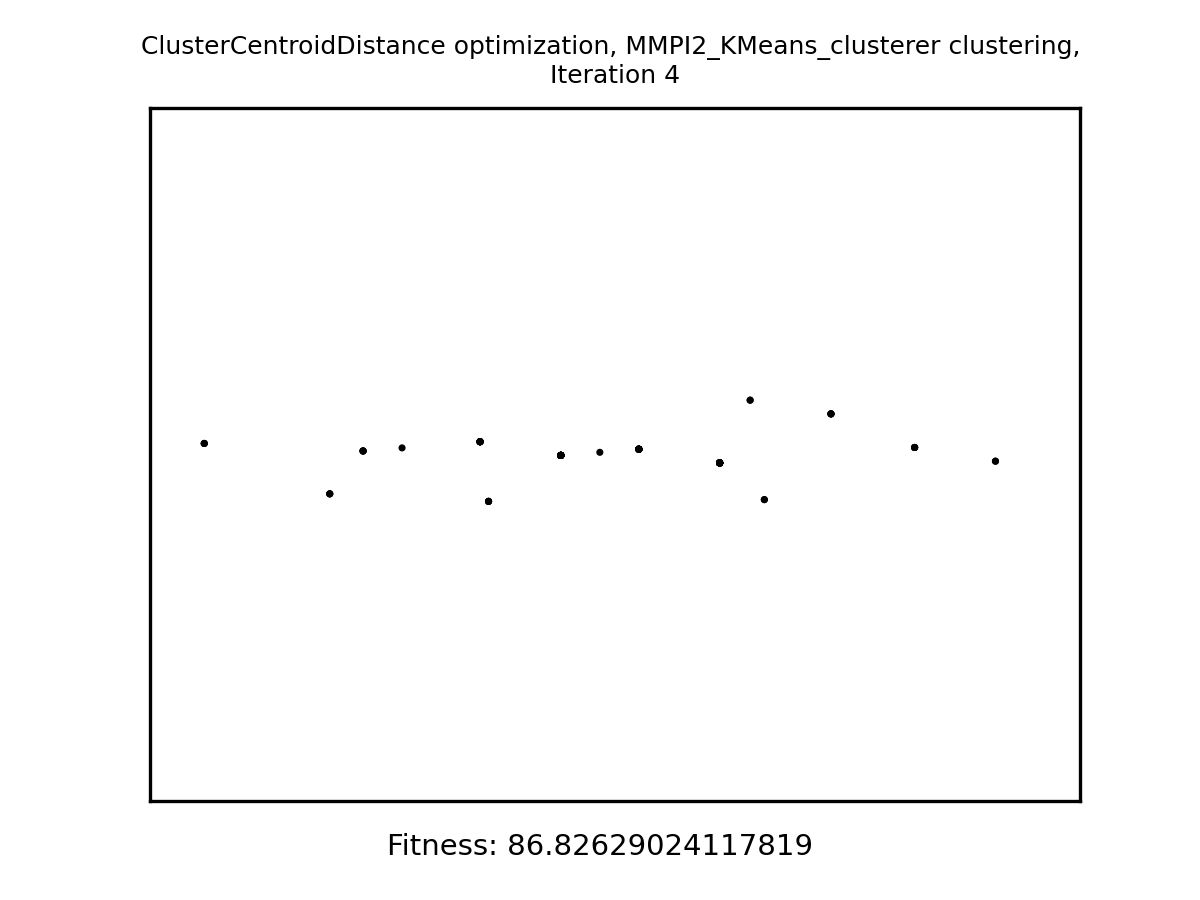 ClusterCentroidDistance optimization, MMPI2_KMeans_clusterer clustering,
Iteration 4
Fitness: 86.82629024117819